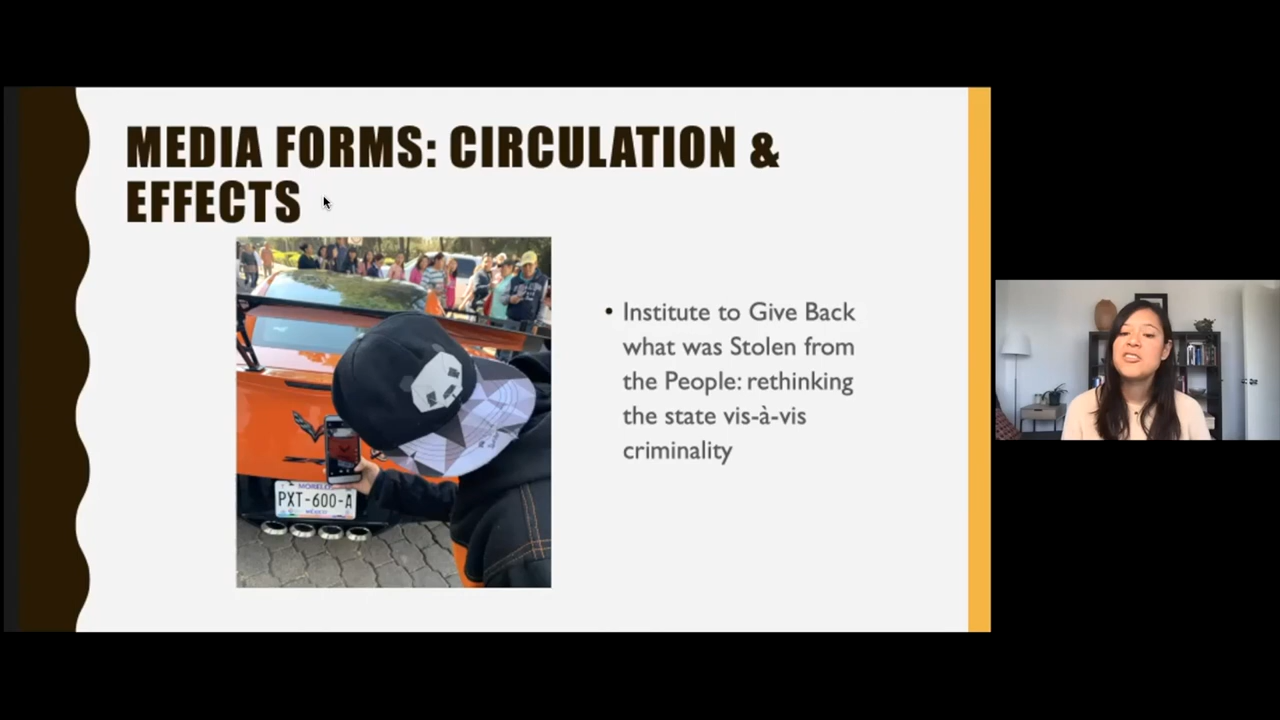 MEDIA FORMS: CIRCULATION &
EFFECTS
• Institute to Give Back
what was Stolen from
the People: rethinking
the state vis-à-vis
criminality
MORELOS
PXT-600-A
MÉXICO